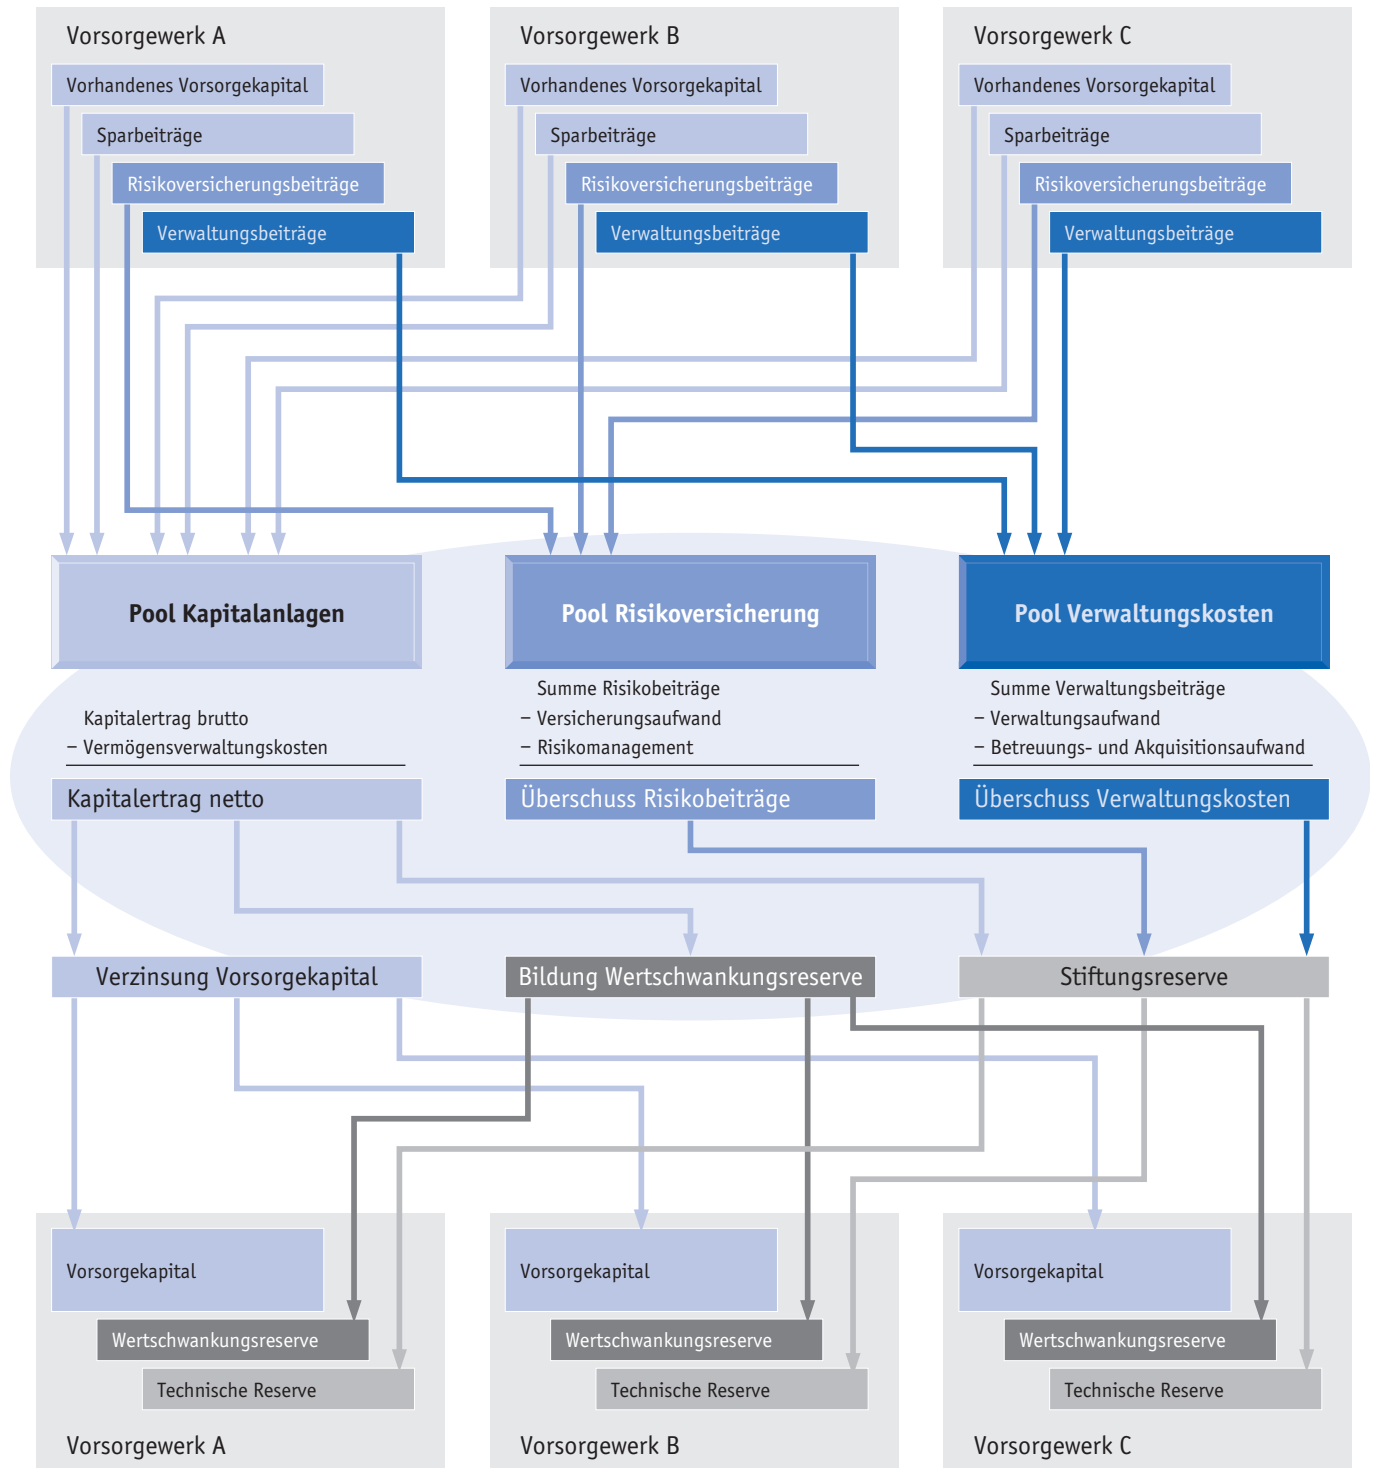 Vorsorgewerk A
Vorhandenes Vorsorgekapital
Sparbeiträge
Risikoversicherungsbeiträge
Verwaltungsbeiträge
Vorsorgewerk B
Vorhandenes Vorsorgekapital
Sparbeiträge
Risikoversicherungsbeiträge
Verwaltungsbeiträge
Vorsorgewerk C
Vorhandenes Vorsorgekapital
Sparbeiträge
Risikoversicherungsbeiträge
Verwaltungsbeiträge
Pool Kapitalanlagen
Kapitalertrag brutto
– Vermögensverwaltungskosten
Kapitalertrag netto
Pool Risikoversicherung
Summe Risikobeiträge
– Versicherungsaufwand
– Risikomanagement
Überschuss Risikobeiträge
Pool Verwaltungskosten
Summe Verwaltungsbeiträge
– Verwaltungsaufwand
– Betreuungs- und Akquisitionsaufwand
Überschuss Verwaltungskosten
Verzinsung Vorsorgekapital
Bildung Wertschwankungsreserve
Stiftungsreserve
Vorsorgekapital
Wertschwankungsreserve
Technische Reserve
Vorsorgewerk A
Vorsorgekapital
Wertschwankungsreserve
Technische Reserve
Vorsorgewerk B
Vorsorgekapital
Wertschwankungsreserve
Technische Reserve
Vorsorgewerk C